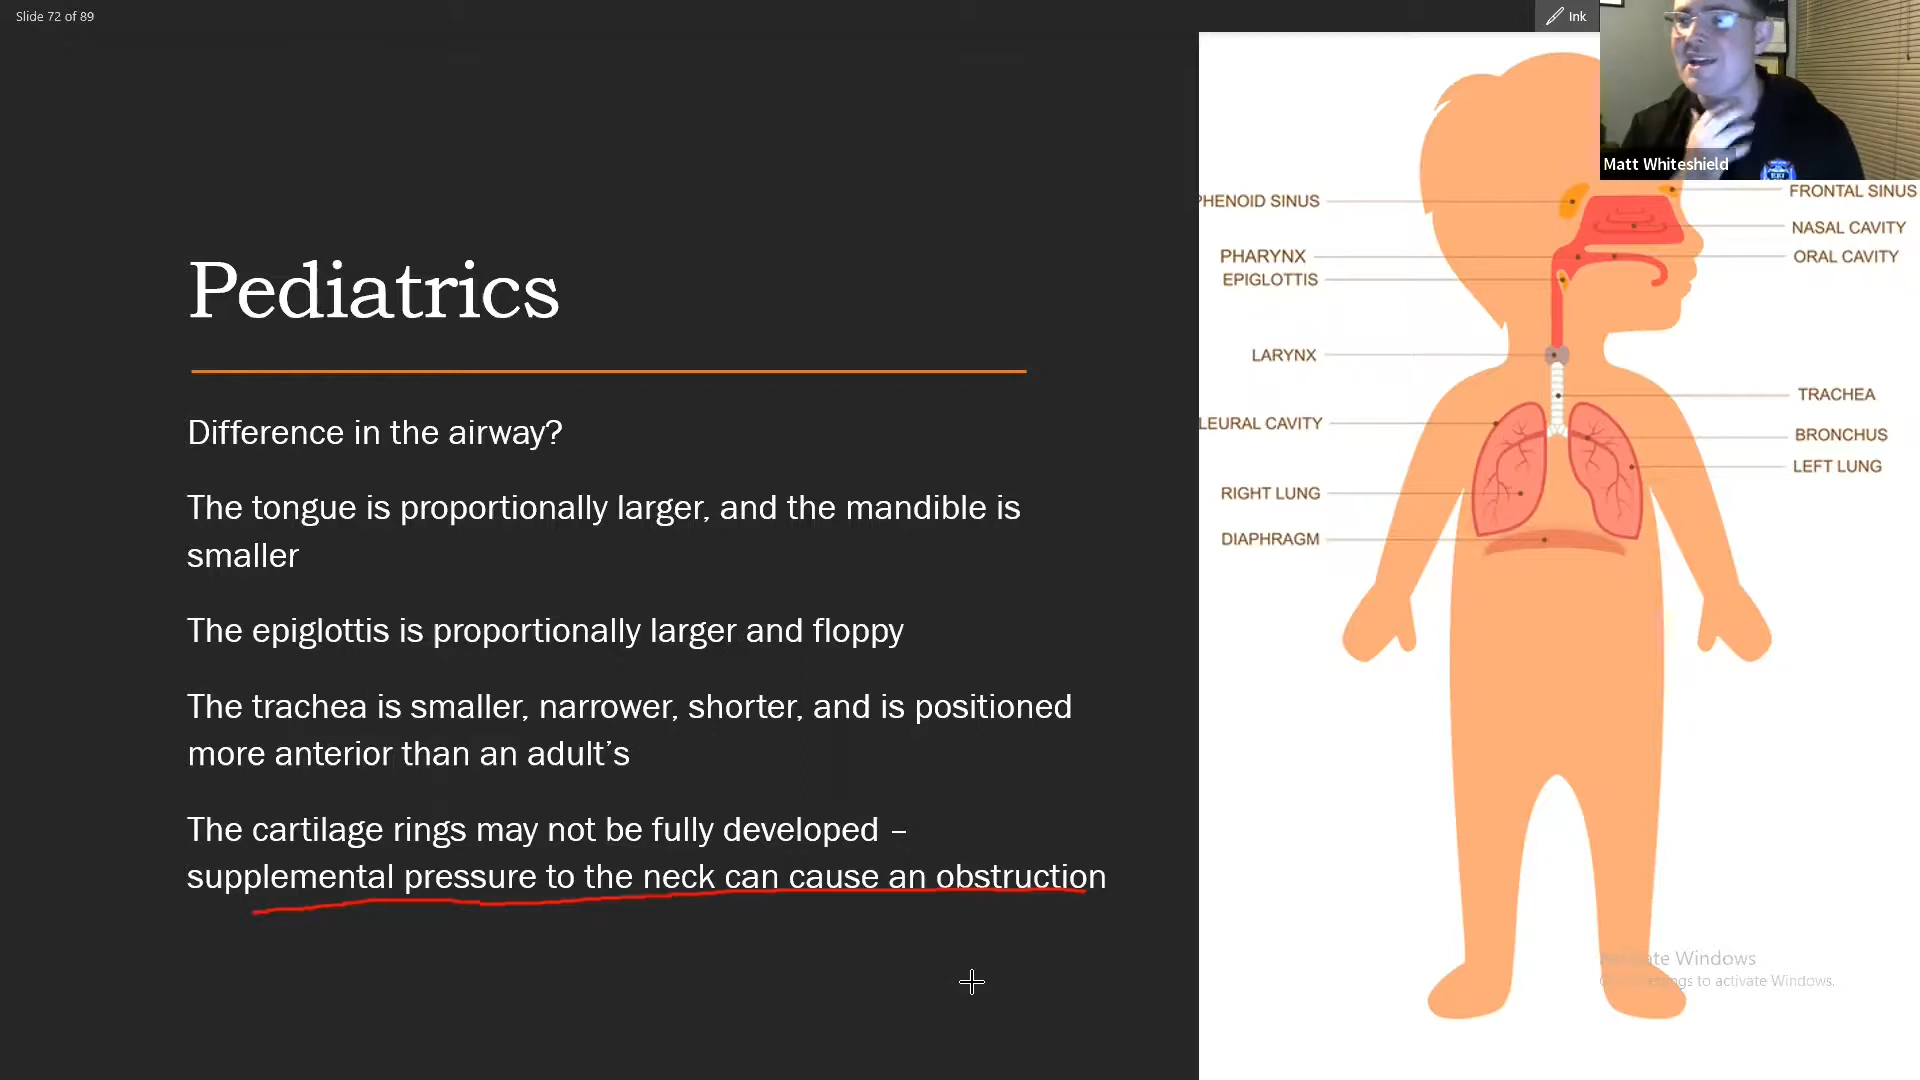 Slide 72 of 89
Ink
Matt Whiteshield
Pediatrics
Difference in the airway?
The tongue is proportionally larger, and the mandible is
smaller
The epiglottis is proportionally larger and floppy
The trachea is smaller, narrower, shorter, and is positioned
more anterior than an adult’s
The cartilage rings may not be fully developed –
supplemental pressure to the neck can cause an obstruction
PHENOID SINUS
PHARYNX
EPIGLOTTIS
LARYNX
LEURAL CAVITY
RIGHT LUNG
DIAPHRAGM
FRONTAL SINUS
NASAL CAVITY
ORAL CAVITY
TRACHEA
BRONCHUS
LEFT LUNG
Activate Windows
to activate Windows.